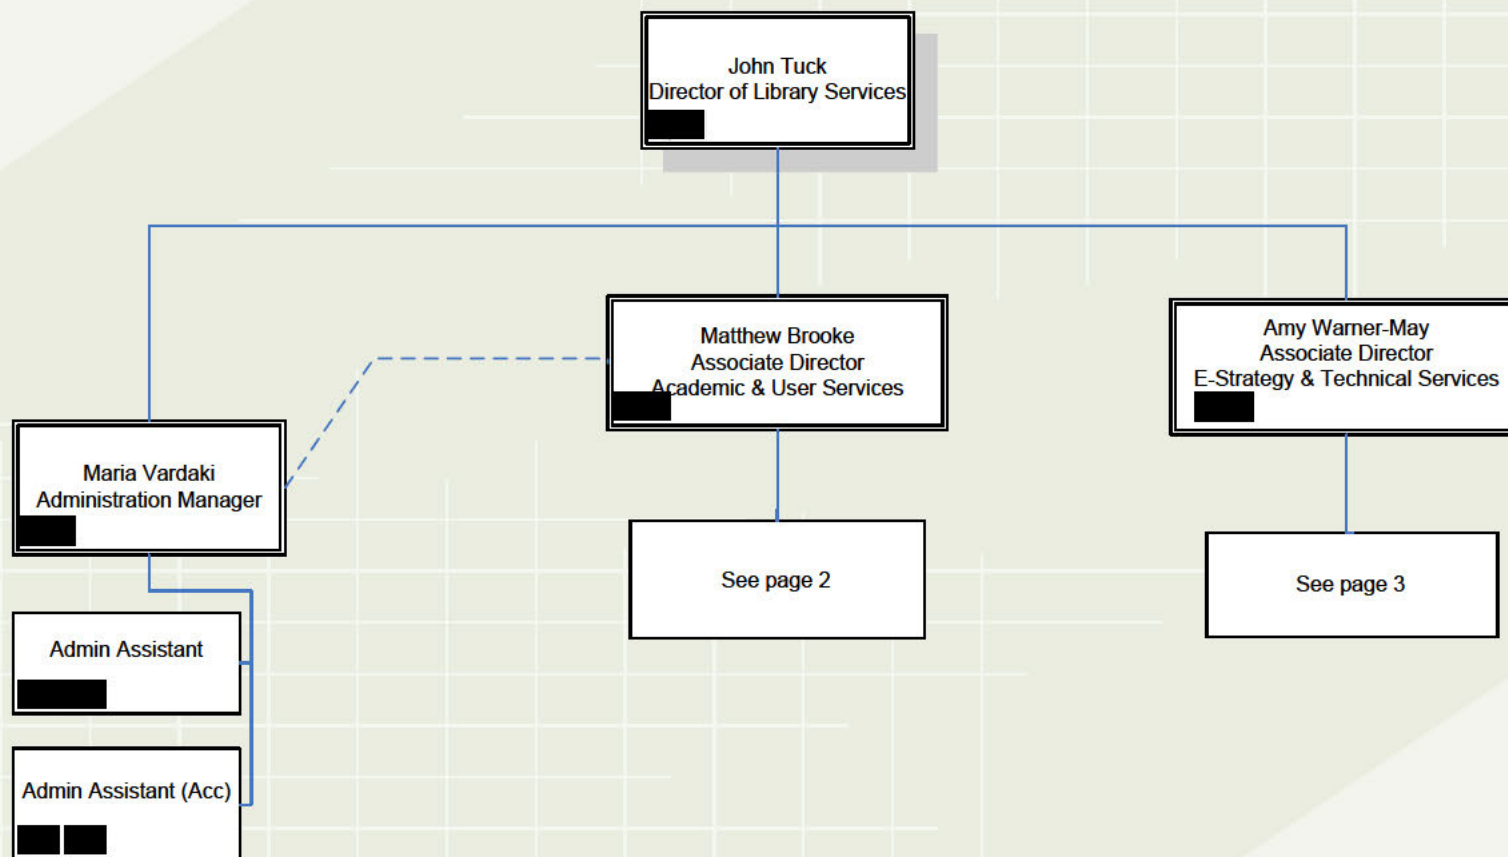 John Tuck
Director of Library Services
Matthew Brooke
Associate Director
Academic & User Services
Amy Warner-May
Associate Director
E-Strategy & Technical Services
Maria Vardaki
Administration Manager
See page 2
See page 3
Admin Assistant
Admin Assistant (Acc)